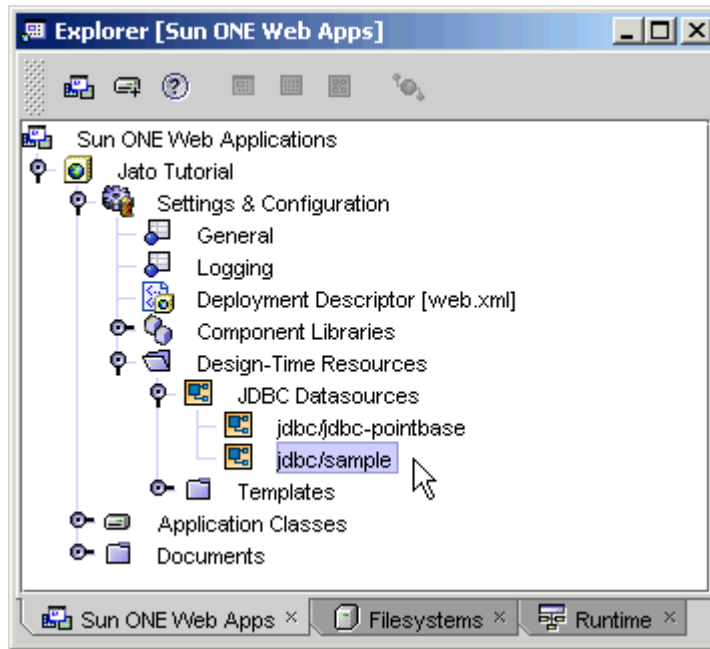 Explorer [Sun ONE Web Apps]
Sun ONE Web Applications
Jato Tutorial
Settings & Configuration
General
Logging
Deployment Descriptor [web.xml]
Component Libraries
Design-Time Resources
JDBC Datasources
jdbc/jdbc-pointbase
jdbc/sample
Templates
Application Classes
Documents
Sun ONE Web Apps × Filesystems × Runtime ×